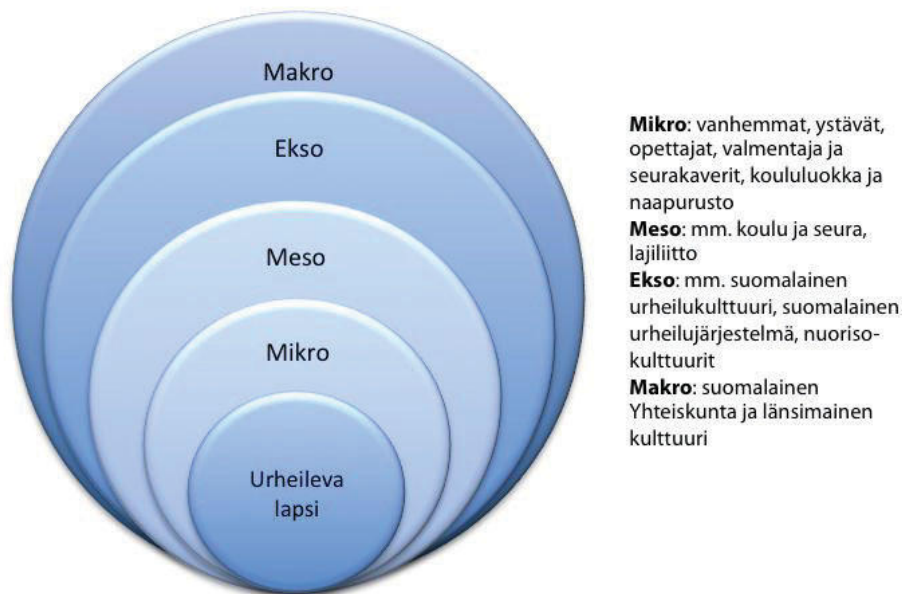 Makro
Ekso
Meso
Mikro
Urheileva
lapsi
Mikro: vanhemmat, ystävät,
opettajat, valmentaja ja
seurakaverit, koululuokka ja
naapurusto
Meso: mm. koulu ja seura,
lajiliitto
Ekso: mm. suomalainen
urheilukulttuuri, suomalainen
urheilujärjestelmä, nuoriso-
kulttuurit
Makro: suomalainen
Yhteiskunta ja länsimainen
kulttuuri